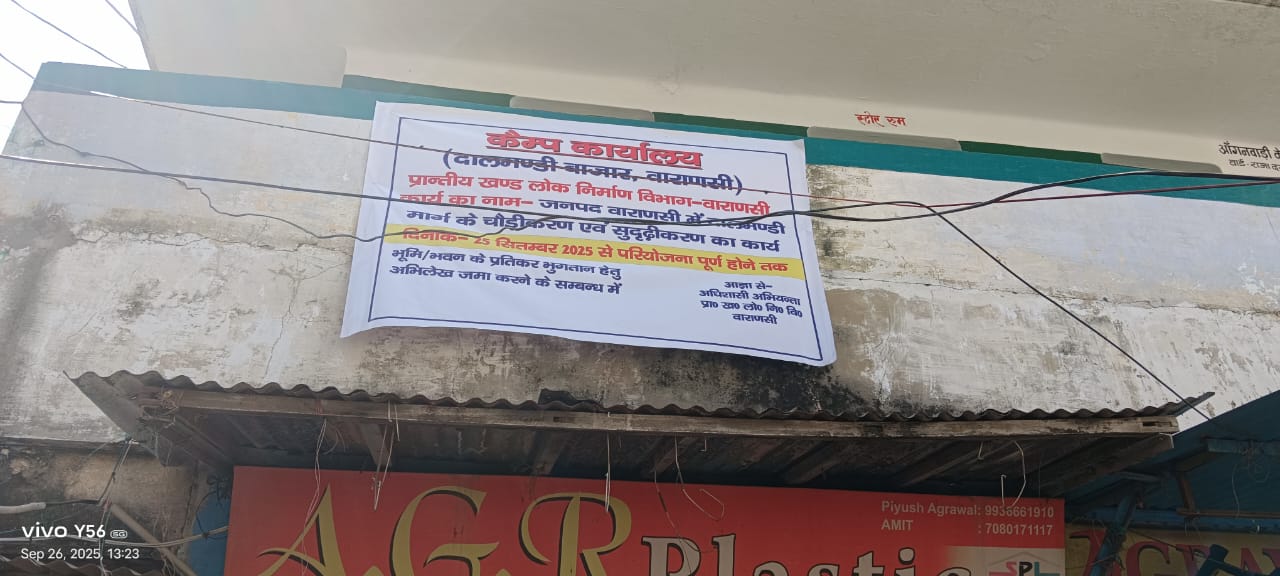 स्टोर रुम
आँगनवाड़ी के
वार्ड-राजा द
कैम्प कार्यालय
(दालमण्डी बाजार, वाराणसी)
प्रान्तीय खण्ड लोक निर्माण विभाग-वाराणसी
कार्य का नाम- जनपद वाराणसी में दालमण्डी
मार्ग के चौड़ीकरण एवं सुदृढ़ीकरण का कार्य
दिनांक- 25 सितम्बर 2025 से परियोजना पूर्ण होने तक
भूमि/भवन के प्रतिकर भुगतान हेतु
अभिलेख जमा करने के सम्बन्ध में
आज्ञा से-
अधिशासी अभियन्ता
प्रा० ख० लो० नि० वि०
वाराणसी
Piyush Agrawal: 9936661910
AMIT : 7080171117
A.G.R Plastic
SPL
vivo Y56 5G
Sep 26, 2025, 13:23